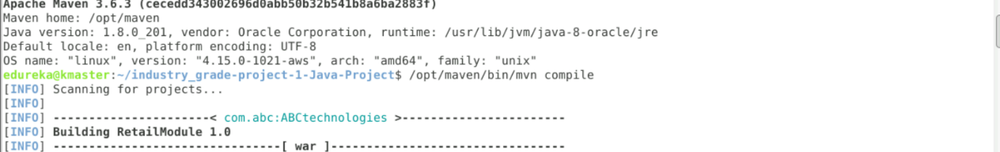 Apache Maven 3.6.3 (cecedd343002696d0abb50b32b541b8a6ba2883f)
Maven home: /opt/maven
Java version: 1.8.0_201, vendor: Oracle Corporation, runtime: /usr/lib/jvm/java-8-oracle/jre
Default locale: en, platform encoding: UTF-8
OS name: "linux", version: "4.15.0-1021-aws", arch: "amd64", family: "unix"
edureka@kmaster:~/industry_grade-project-1-Java-Project$ /opt/maven/bin/mvn compile
[INFO] Scanning for projects...
[INFO]
[INFO] ----------------------< com.abc:ABCtechnologies >-----------------------
[INFO] Building RetailModule 1.0
[INFO] --------------------------------[ war ]---------------------------------